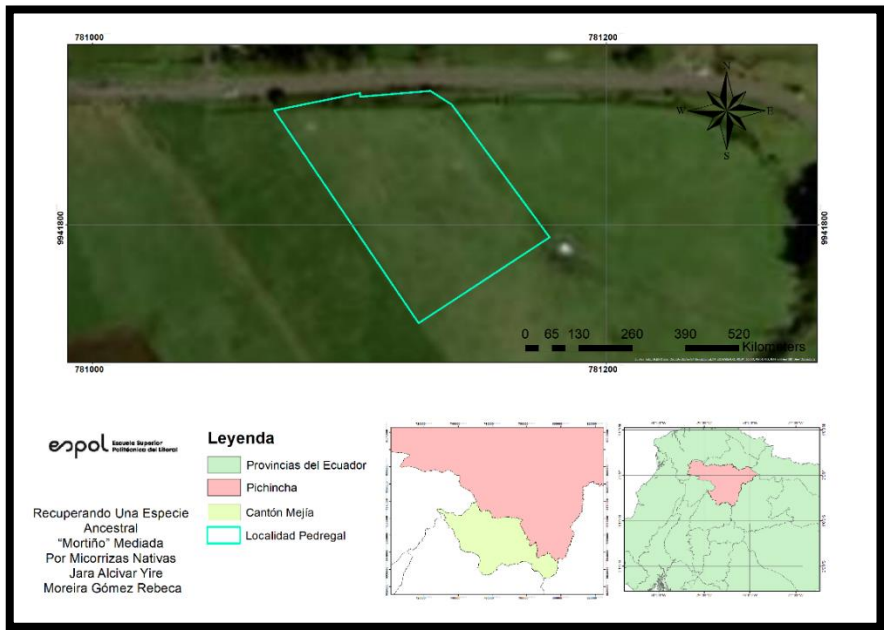 781000
781200
N
W
E
S
9941800
9941800
0 65 130 260 390 520
Kilometers
781000
781200
espol Escuela Superior
Politécnica del Litoral
Recuperando Una Especie
Ancestral
“Mortiño” Mediada
Por Micorrizas Nativas
Jara Alcívar Yire
Moreira Gómez Rebeca
Leyenda
Provincias del Ecuador
Pichincha
Cantón Mejía
Localidad Pedregal